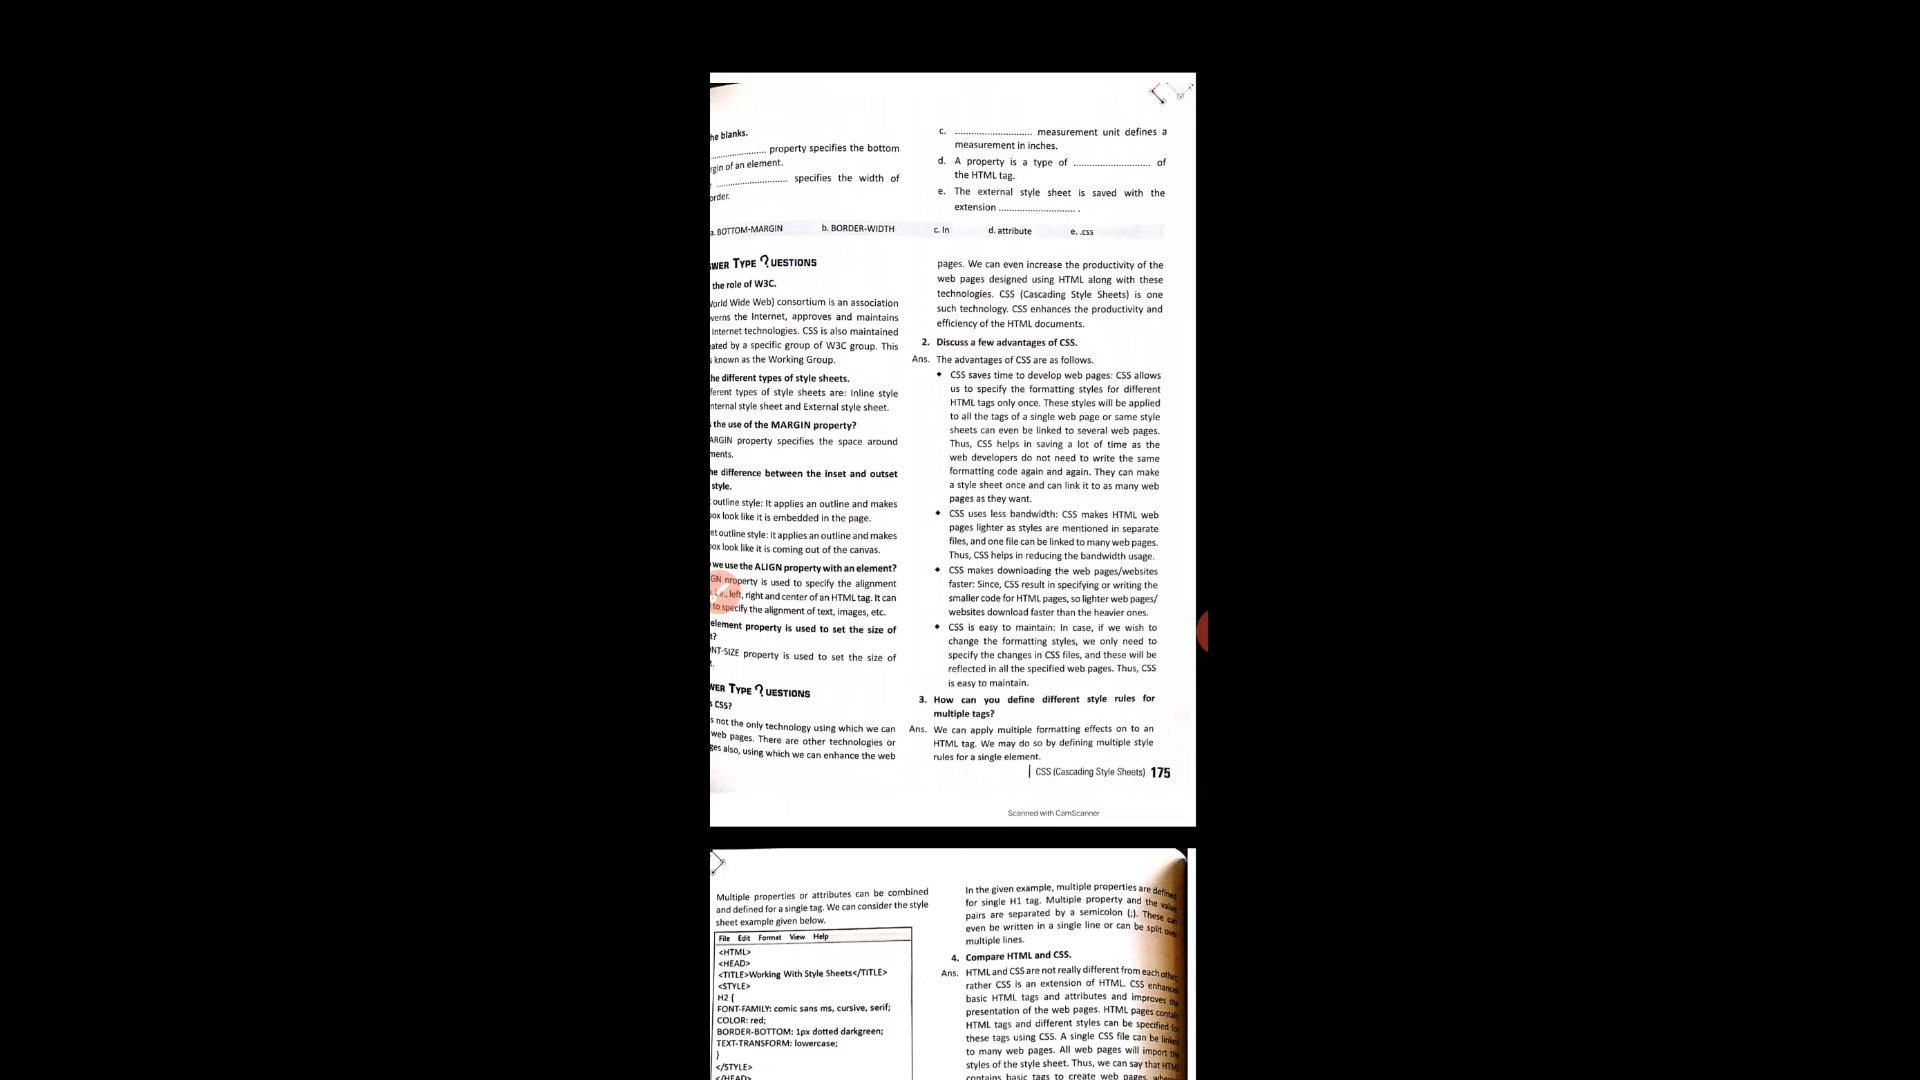 he blanks.
.......................... property specifies the bottom
rgin of an element.
.......................... specifies the width of
order.
c. .......................... measurement unit defines a
measurement in inches.
d. A property is a type of .......................... of
the HTML tag.
e. The external style sheet is saved with the
extension .......................... .
a. BOTTOM-MARGIN b. BORDER-WIDTH c. In d. attribute e. .css
WER TYPE QUESTIONS
the role of W3C.
orld Wide Web) consortium is an association
verns the Internet, approves and maintains
Internet technologies. CSS is also maintained
eated by a specific group of W3C group. This
s known as the Working Group.
he different types of style sheets.
ferent types of style sheets are: Inline style
nternal style sheet and External style sheet.
the use of the MARGIN property?
ARGIN property specifies the space around
ments.
he difference between the inset and outset
style.
outline style: It applies an outline and makes
ox look like it is embedded in the page.
et outline style: It applies an outline and makes
ox look like it is coming out of the canvas.
we use the ALIGN property with an element?
GN property is used to specify the alignment
left, right and center of an HTML tag. It can
to specify the alignment of text, images, etc.
element property is used to set the size of
t?
NT-SIZE property is used to set the size of
t.
WER TYPE QUESTIONS
s CSS?
s not the only technology using which we can
web pages. There are other technologies or
ges also, using which we can enhance the web
pages. We can even increase the productivity of the
web pages designed using HTML along with these
technologies. CSS (Cascading Style Sheets) is one
such technology. CSS enhances the productivity and
efficiency of the HTML documents.
2. Discuss a few advantages of CSS.
Ans. The advantages of CSS are as follows.
♦ CSS saves time to develop web pages: CSS allows
us to specify the formatting styles for different
HTML tags only once. These styles will be applied
to all the tags of a single web page or same style
sheets can even be linked to several web pages.
Thus, CSS helps in saving a lot of time as the
web developers do not need to write the same
formatting code again and again. They can make
a style sheet once and can link it to as many web
pages as they want.
♦ CSS uses less bandwidth: CSS makes HTML web
pages lighter as styles are mentioned in separate
files, and one file can be linked to many web pages.
Thus, CSS helps in reducing the bandwidth usage.
♦ CSS makes downloading the web pages/websites
faster: Since, CSS result in specifying or writing the
smaller code for HTML pages, so lighter web pages/
websites download faster than the heavier ones.
♦ CSS is easy to maintain: In case, if we wish to
change the formatting styles, we only need to
specify the changes in CSS files, and these will be
reflected in all the specified web pages. Thus, CSS
is easy to maintain.
3. How can you define different style rules for
multiple tags?
Ans. We can apply multiple formatting effects on to an
HTML tag. We may do so by defining multiple style
rules for a single element.
CSS (Cascading Style Sheets) 175
Scanned with CamScanner
Multiple properties or attributes can be combined
and defined for a single tag. We can consider the style
sheet example given below.
File Edit Format View Help
<HTML>
<HEAD>
<TITLE>Working With Style Sheets</TITLE>
<STYLE>
H2 {
FONT-FAMILY: comic sans ms, cursive, serif;
COLOR: red;
BORDER-BOTTOM: 1px dotted darkgreen;
TEXT-TRANSFORM: lowercase;
}
</STYLE>
</HEAD>
In the given example, multiple properties are defined
for single H1 tag. Multiple property and the value
pairs are separated by a semicolon (;). These can
even be written in a single line or can be split over
multiple lines.
4. Compare HTML and CSS.
Ans. HTML and CSS are not really different from each other,
rather CSS is an extension of HTML. CSS enhances
basic HTML tags and attributes and improves the
presentation of the web pages. HTML pages contain
HTML tags and different styles can be specified for
these tags using CSS. A single CSS file can be linked
to many web pages. All web pages will import the
styles of the style sheet. Thus, we can say that HTML
contains basic tags to create web pages,